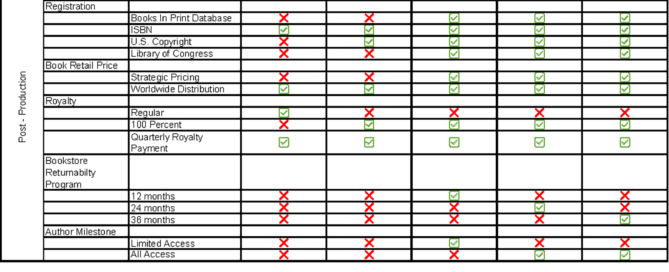 Post - Production
Registration
Books In Print Database
ISBN
U.S. Copyright
Library of Congress
Book Retail Price
Strategic Pricing
Worldwide Distribution
Royalty
Regular
100 Percent
Quarterly Royalty
Payment
Bookstore
Returnabilty
Program
12 months
24 months
36 months
Author Milestone
Limited Access
All Access